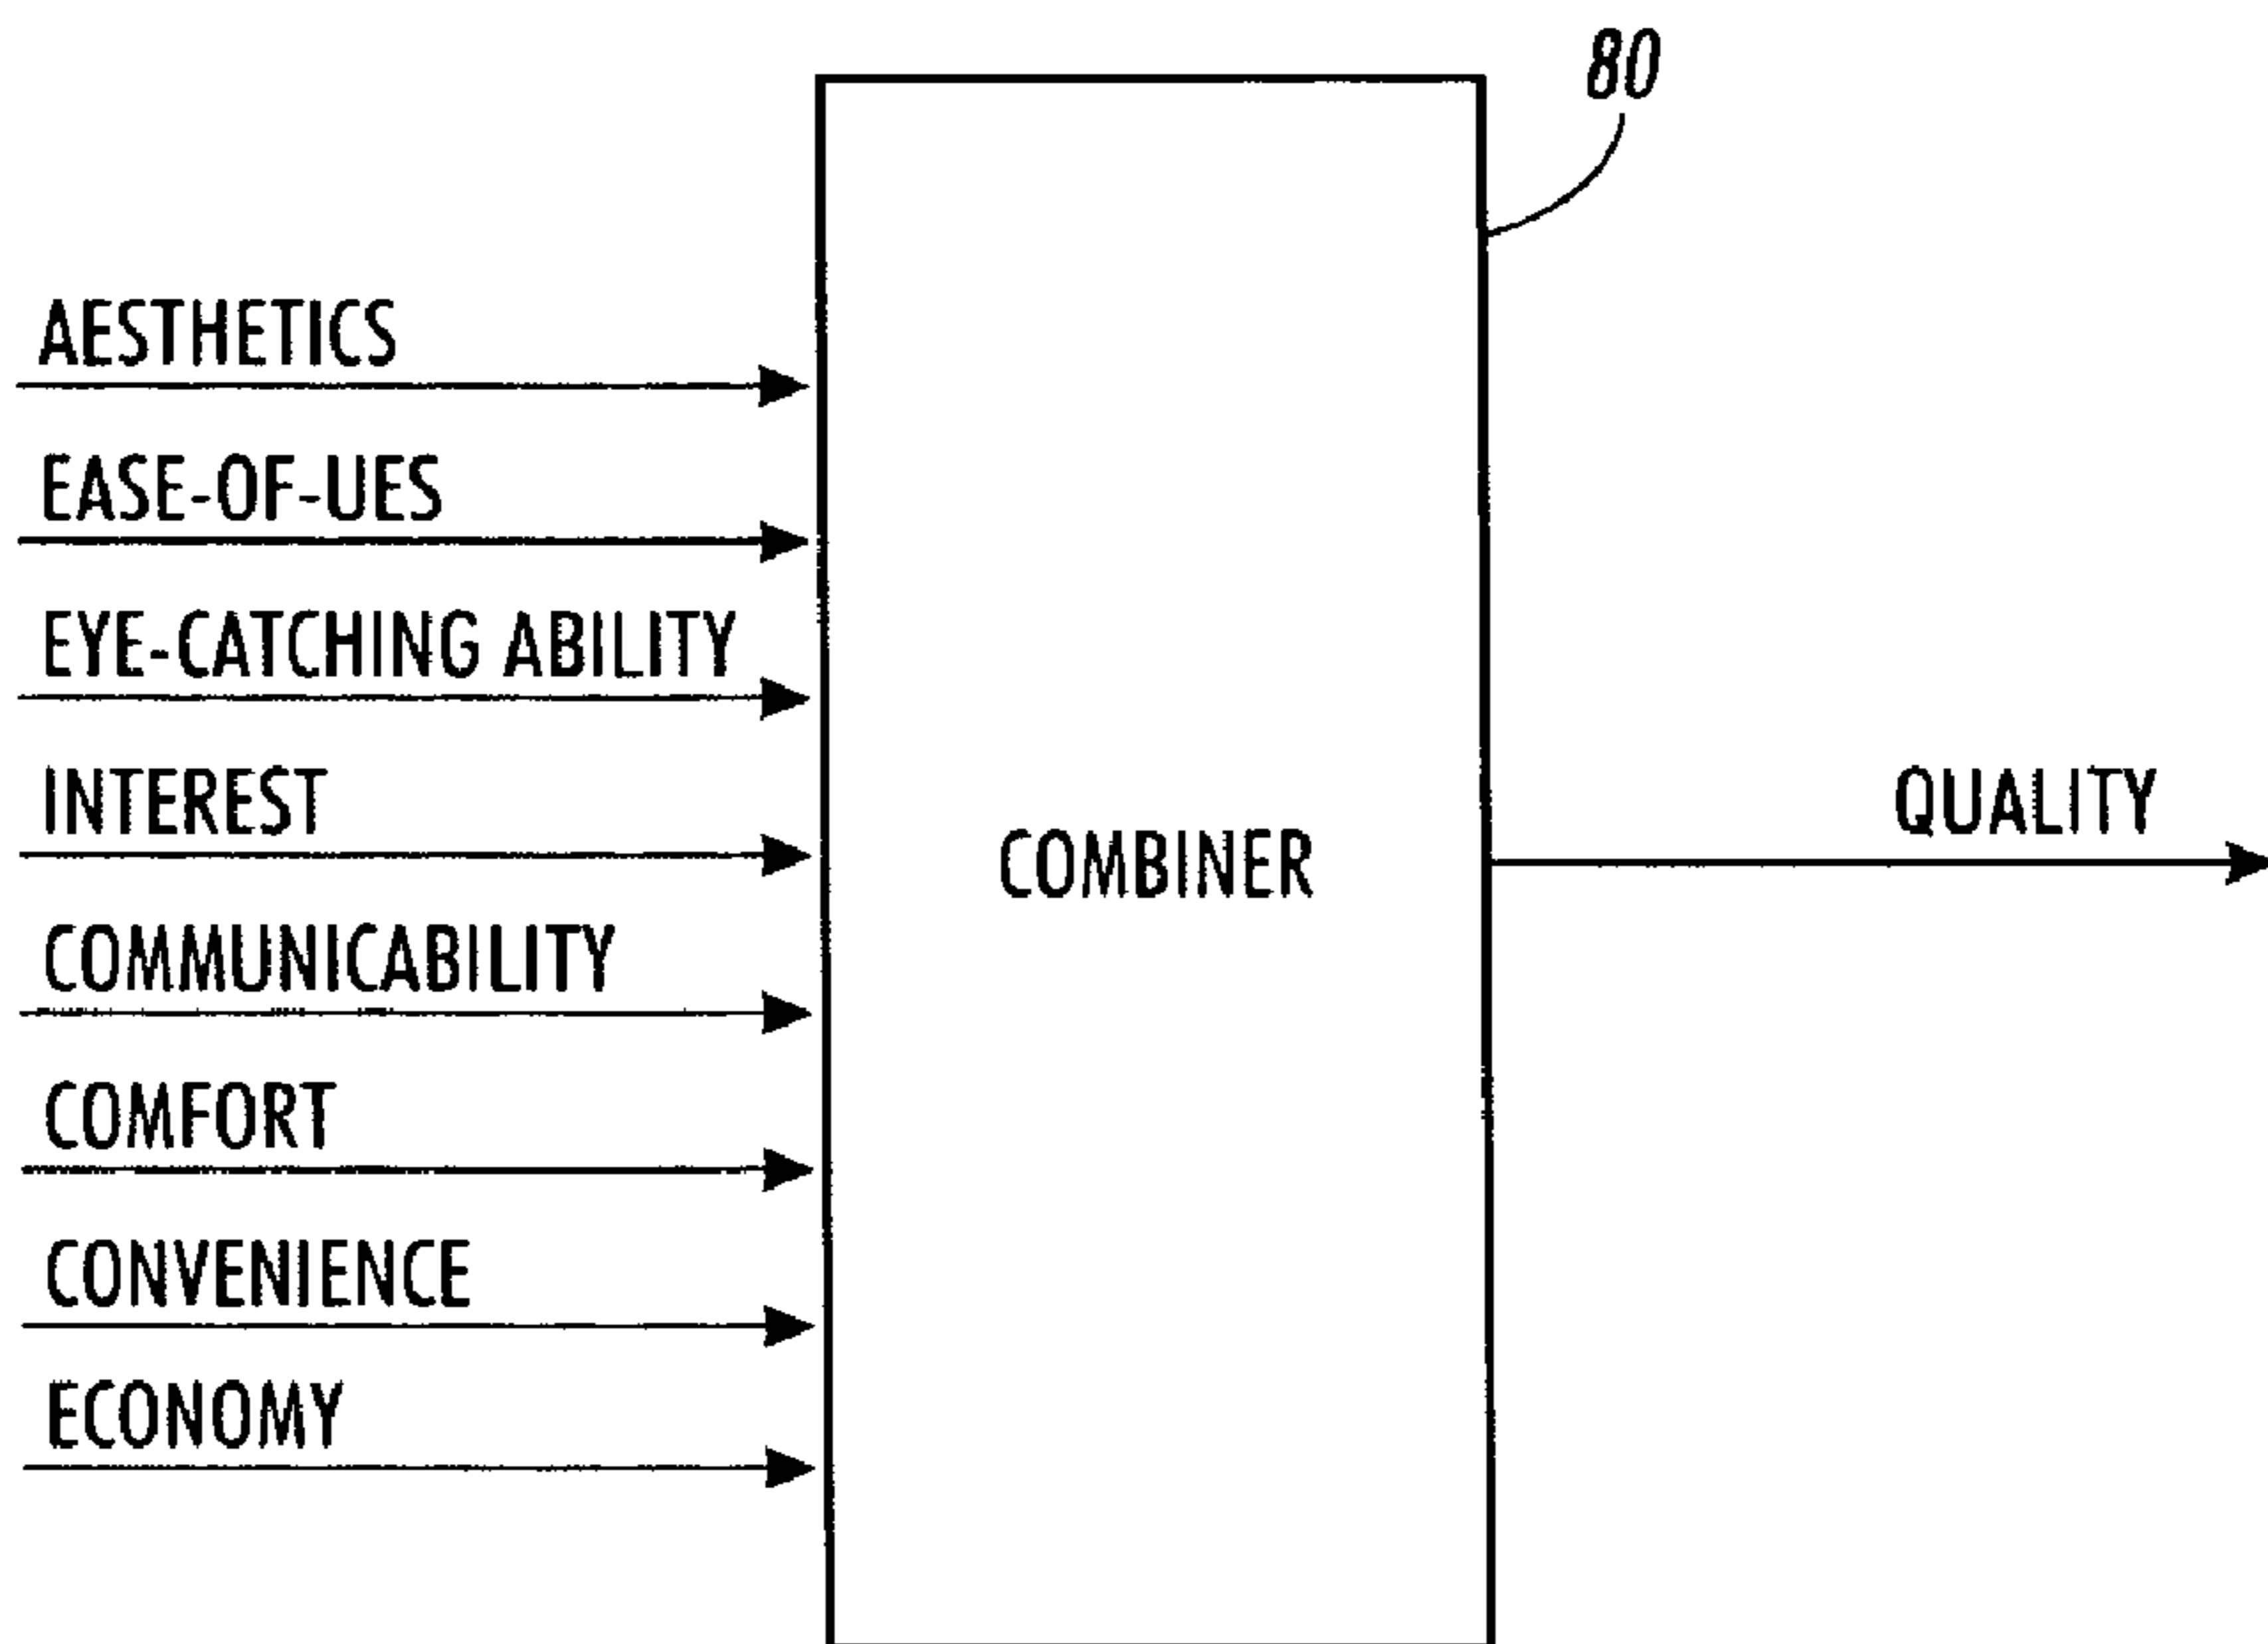 80
AESTHETICS
EASE-OF-UES
EYE-CATCHING ABILITY
INTEREST
COMMUNICABILITY
COMFORT
CONVENIENCE
ECONOMY
COMBINER
QUALITY